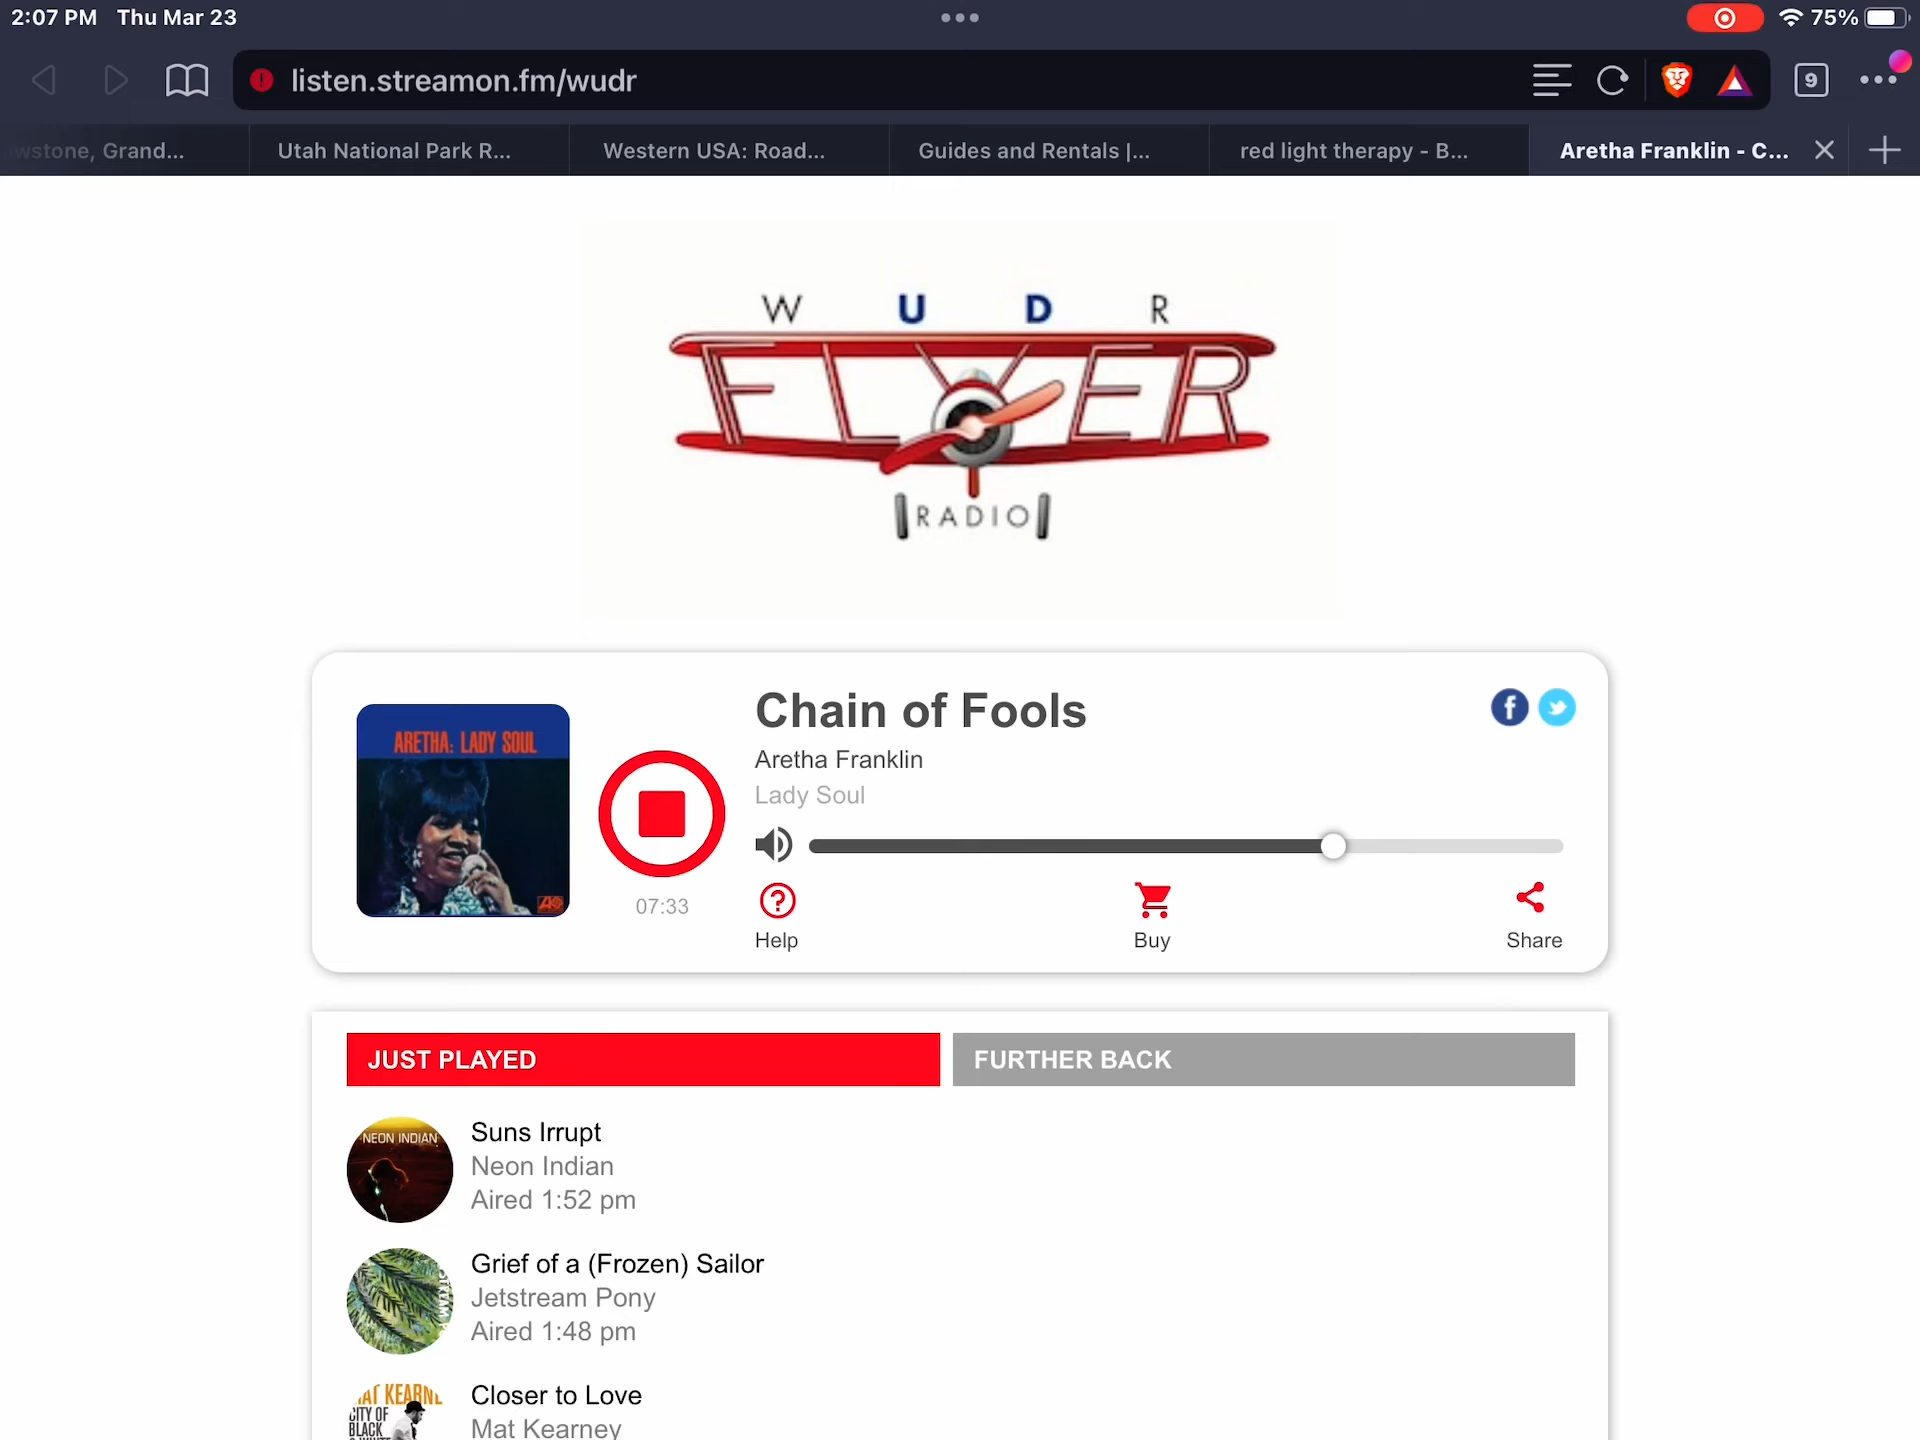 2:07 PM Thu Mar 23
75%
listen.streamon.fm/wudr
9
wstone, Grand...
Utah National Park R...
Western USA: Road...
Guides and Rentals |...
red light therapy - B...
Aretha Franklin - C...
W U D R
FLYER
RADIO
Chain of Fools
ARETHA: LADY SOUL
Aretha Franklin
Lady Soul
07:33
Help
Buy
Share
JUST PLAYED
FURTHER BACK
NEON INDIAN
Suns Irrupt
Neon Indian
Aired 1:52 pm
Grief of a (Frozen) Sailor
Jetstream Pony
Aired 1:48 pm
Closer to Love
Mat Kearney
AT KEARNE
CITY OF
BLACK